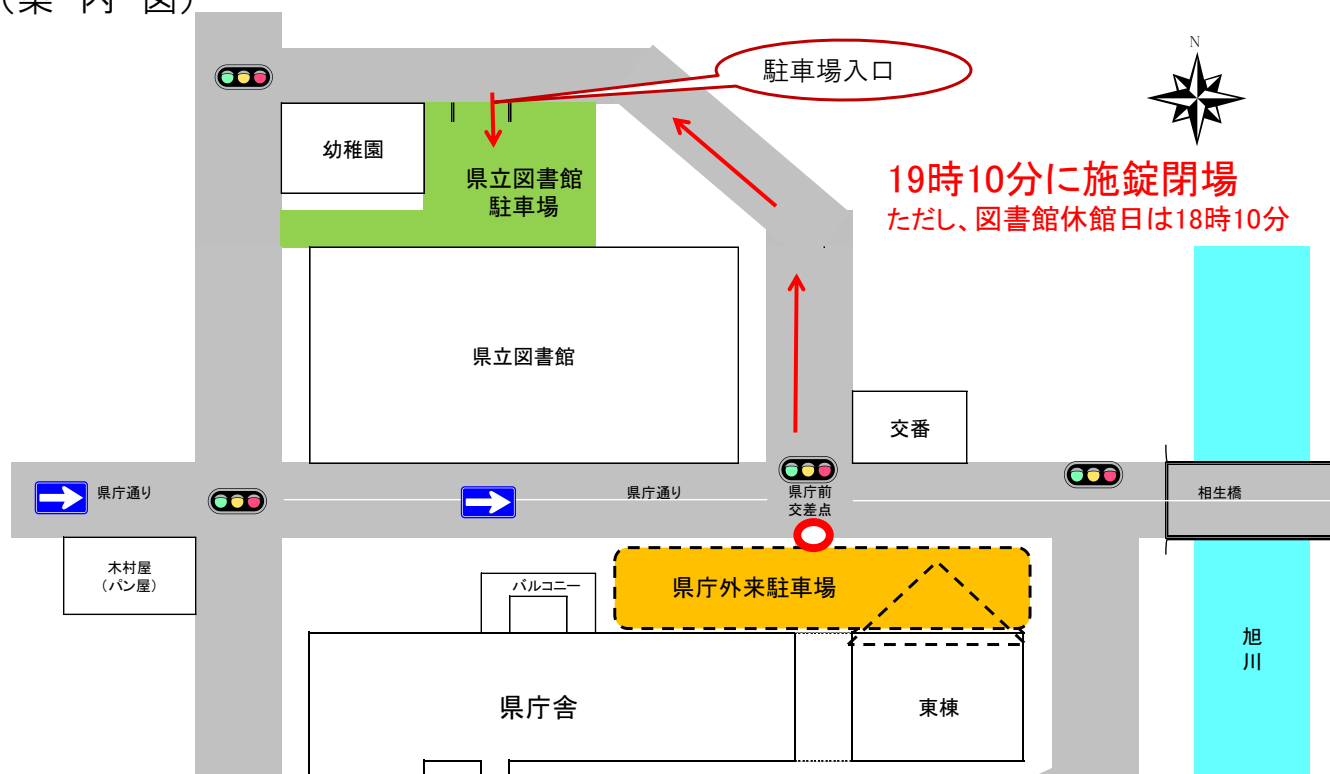 （案　内　図）
N
駐車場入口
幼稚園
県立図書館
駐車場
19時10分に施錠閉場
ただし、図書館休館日は18時10分
県立図書館
交番
県庁通り
県庁通り
県庁前
交差点
相生橋
木村屋
（パン屋）
バルコニー
県庁外来駐車場
旭
川
県庁舎
東棟